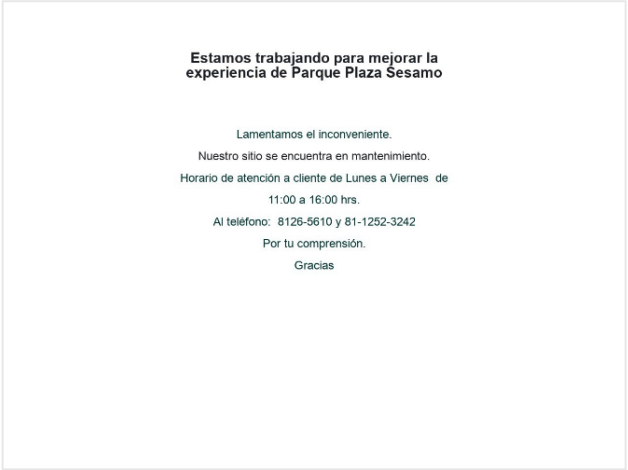 Estamos trabajando para mejorar la
experiencia de Parque Plaza Sesamo
Lamentamos el inconveniente.
Nuestro sitio se encuentra en mantenimiento.
Horario de atención a cliente de Lunes a Viernes  de
11:00 a 16:00 hrs.
Al teléfono:  8126-5610 y 81-1252-3242
Por tu comprensión.
Gracias